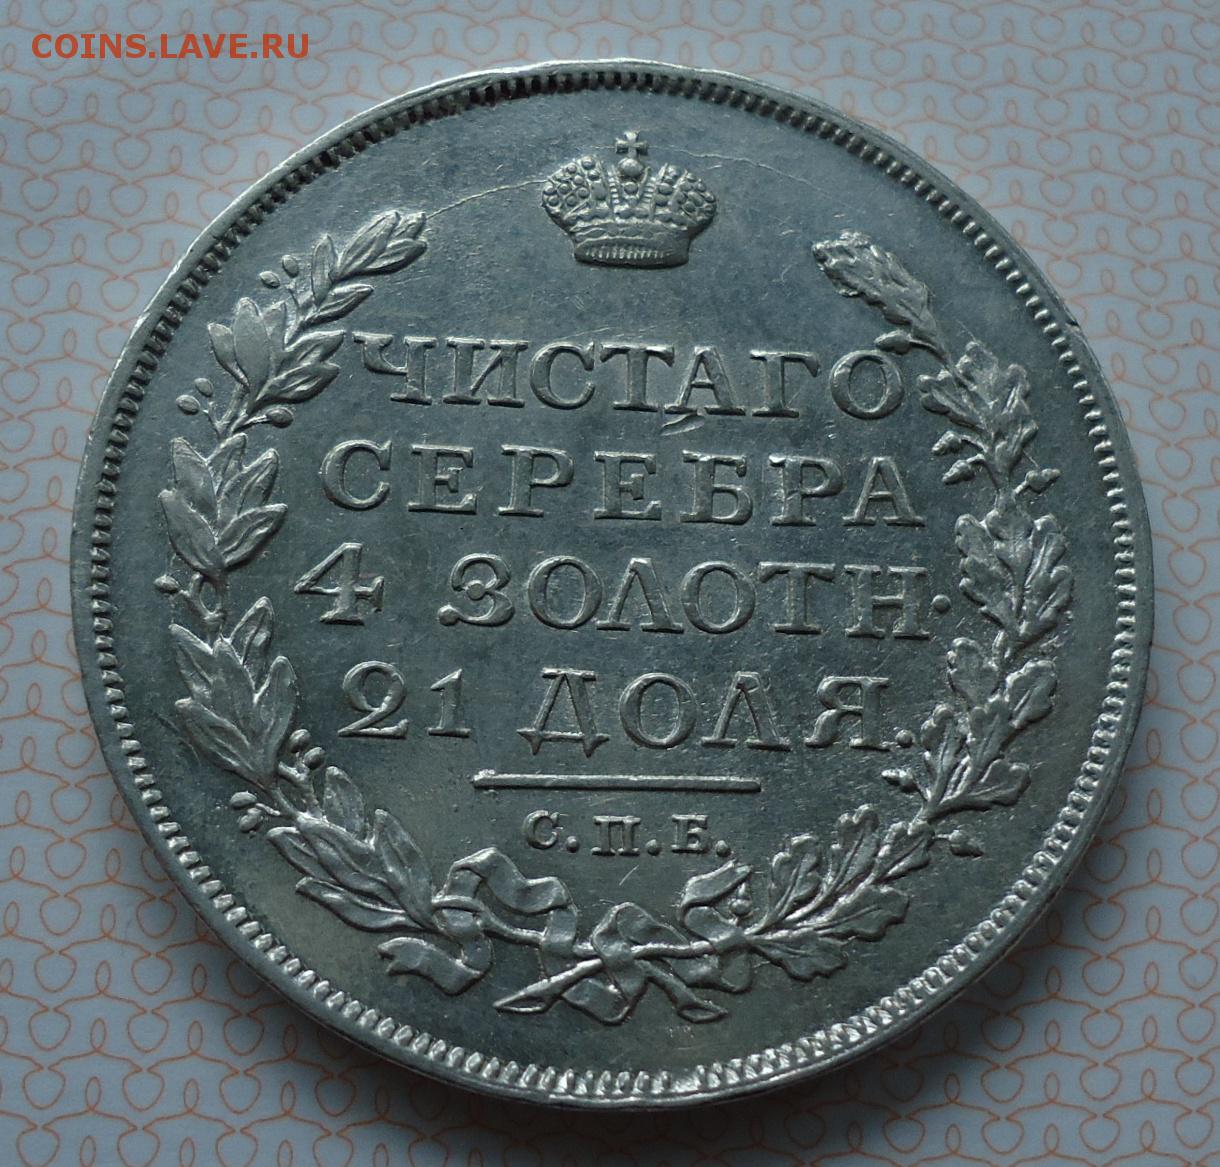 COINS.LAVE.RU
ЧИСТАГО
СЕРЕБРА
4 ЗОЛОТН.
21 ДОЛЯ.
С.П.Б.